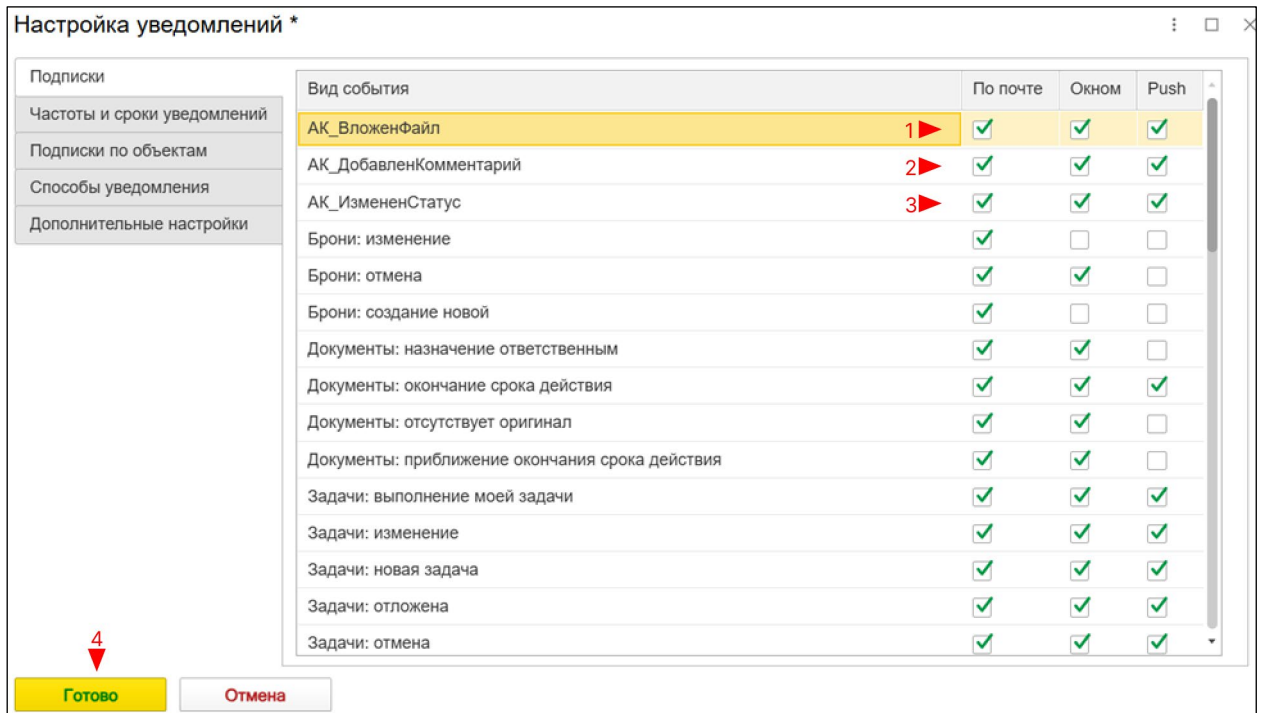 Настройка уведомлений *
Подписки
Частоты и сроки уведомлений
Подписки по объектам
Способы уведомления
Дополнительные настройки
Вид события По почте Окном Push
АК_ВложенФайл 1
АК_ДобавленКомментарий 2
АК_ИзмененСтатус 3
Брони: изменение
Брони: отмена
Брони: создание новой
Документы: назначение ответственным
Документы: окончание срока действия
Документы: отсутствует оригинал
Документы: приближение окончания срока действия
Задачи: выполнение моей задачи
Задачи: изменение
Задачи: новая задача
Задачи: отложена
Задачи: отмена
4
Готово Отмена